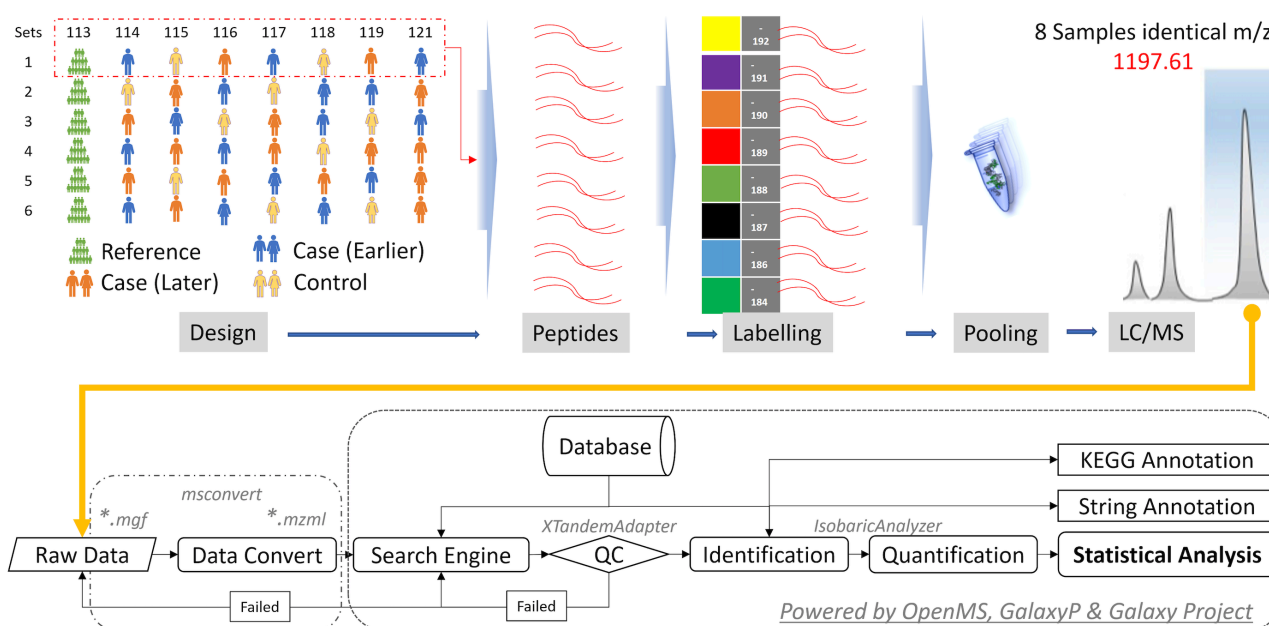 Sets 113 114 115 116 117 118 119 121
1
2
3
4
5
6
Reference
Case (Earlier)
Case (Later)
Control
-
192
-
191
-
190
-
189
-
188
-
187
-
186
-
184
8 Samples identical m/z
1197.61
Design
Peptides
Labelling
Pooling
LC/MS
Database
KEGG Annotation
String Annotation
msconvert
*.mgf
*.mzml
XTandemAdapter
IsobaricAnalyzer
Raw Data
Data Convert
Search Engine
QC
Identification
Quantification
Statistical Analysis
Failed
Failed
Powered by OpenMS, GalaxyP & Galaxy Project